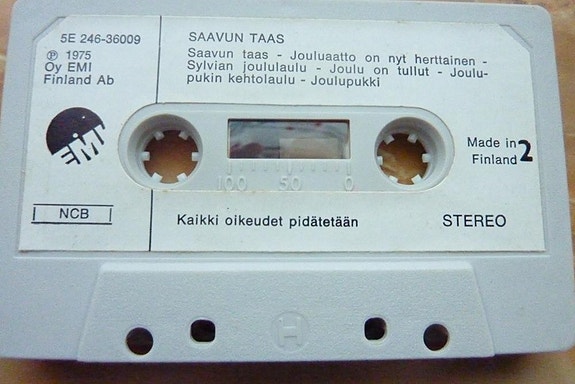 5E 246-36009
℗ 1975
Oy EMI
Finland Ab
EMI
NCB
SAAVUN TAAS
Saavun taas - Jouluaatto on nyt herttainen -
Sylvian joululaulu - Joulu on tullut - Joulu-
pukin kehtolaulu - Joulupukki
100 50 0
Made in
Finland 2
Kaikki oikeudet pidätetään
STEREO
H